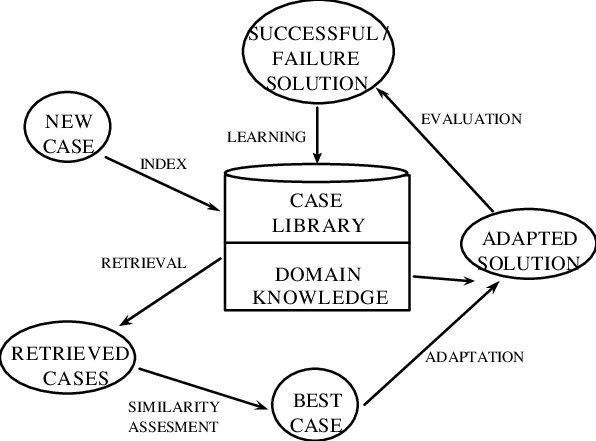 SUCCESSFUL /
FAILURE
SOLUTION
NEW
CASE
EVALUATION
LEARNING
INDEX
CASE
LIBRARY
ADAPTED
SOLUTION
RETRIEVAL
DOMAIN
KNOWLEDGE
RETRIEVED
CASES
ADAPTATION
SIMILARITY
ASSESMENT
BEST
CASE